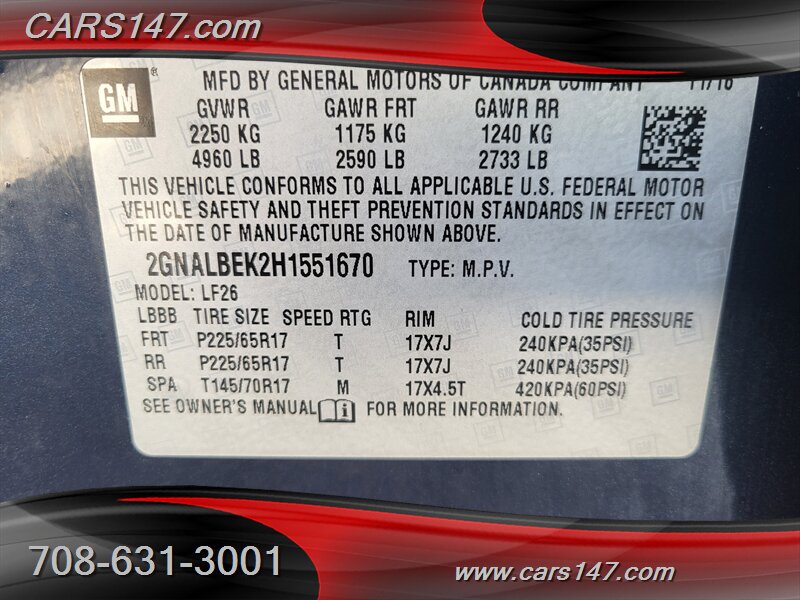 CARS147.com
GM
MFD BY GENERAL MOTORS OF CANADA COMPANY 11/16
GVWR GAWR FRT GAWR RR
2250 KG 1175 KG 1240 KG
4960 LB 2590 LB 2733 LB
THIS VEHICLE CONFORMS TO ALL APPLICABLE U.S. FEDERAL MOTOR
VEHICLE SAFETY AND THEFT PREVENTION STANDARDS IN EFFECT ON
THE DATE OF MANUFACTURE SHOWN ABOVE.
2GNALBEK2H1551670 TYPE: M.P.V.
MODEL: LF26
LBBB TIRE SIZE SPEED RTG RIM COLD TIRE PRESSURE
FRT P225/65R17 T 17X7J 240KPA(35PSI)
RR P225/65R17 T 17X7J 240KPA(35PSI)
SPA T145/70R17 M 17X4.5T 420KPA(60PSI)
SEE OWNER'S MANUAL FOR MORE INFORMATION.
708-631-3001
www.cars147.com